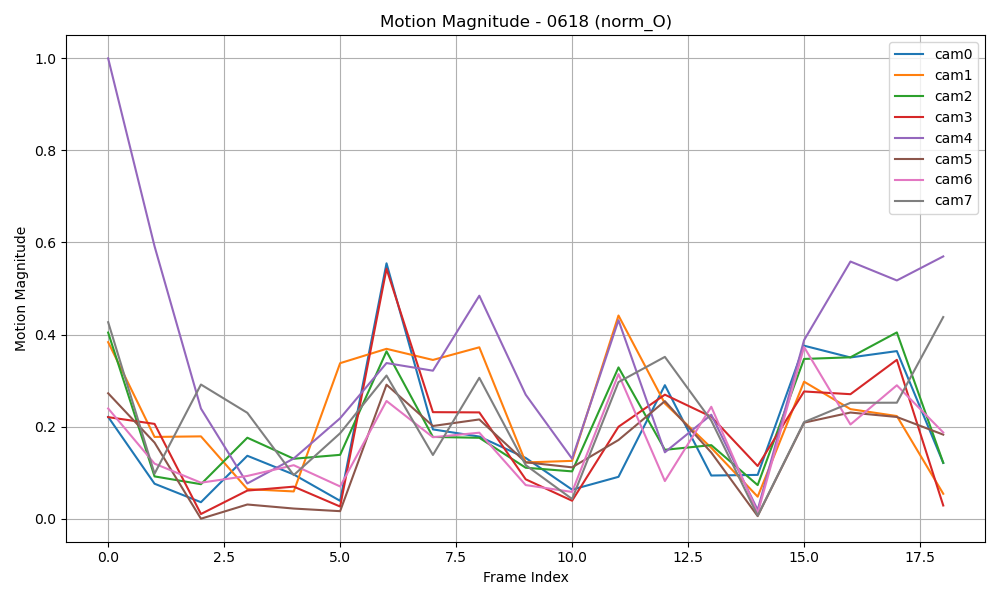 Motion Magnitude - 0618 (norm_O)
cam0
cam1
cam2
cam3
cam4
cam5
cam6
cam7
Motion Magnitude
1.0
0.8
0.6
0.4
0.2
0.0
0.0 2.5 5.0 7.5 10.0 12.5 15.0 17.5
Frame Index